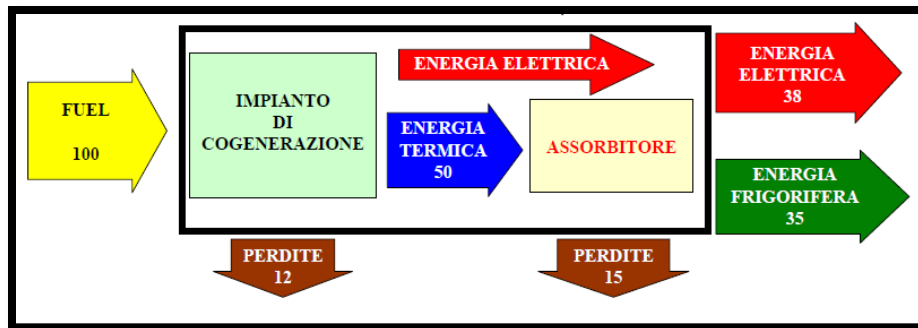 FUEL
100
IMPIANTO
DI
COGENERAZIONE
ENERGIA ELETTRICA
ENERGIA
TERMICA
50
ASSORBITORE
ENERGIA
ELETTRICA
38
ENERGIA
FRIGORIFERA
35
PERDITE
12
PERDITE
15